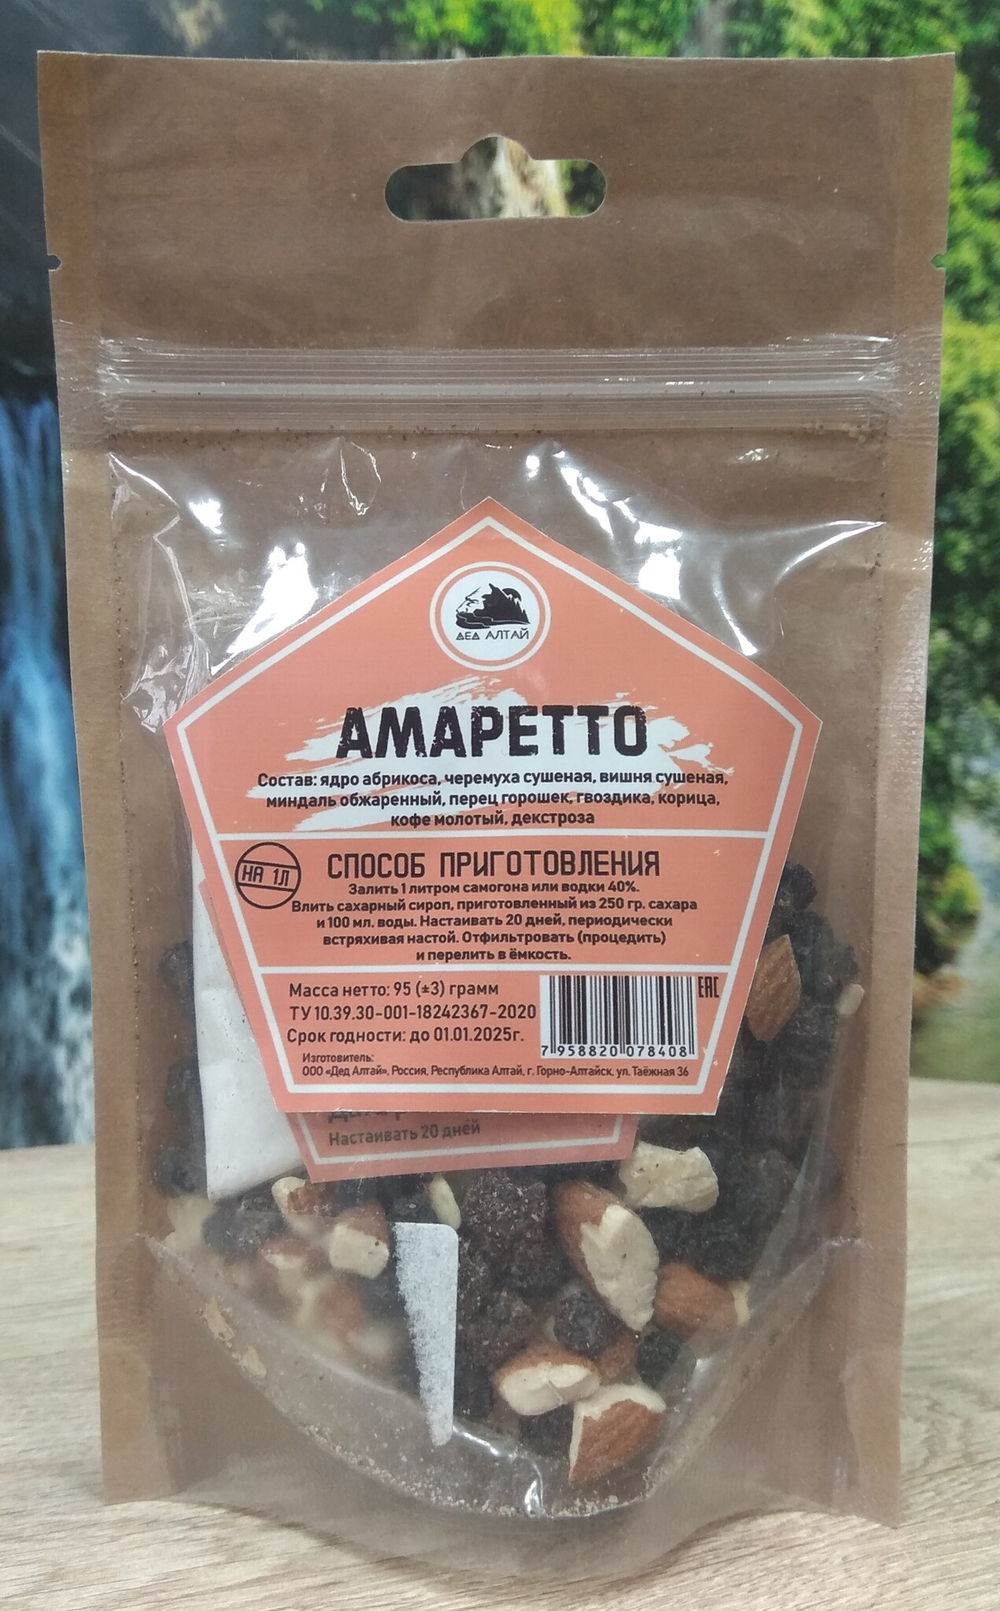 ДЕД АЛТАЙ
АМАРЕТТО
Состав: ядро абрикоса, черемуха сушеная, вишня сушеная,
миндаль обжаренный, перец горошек, гвоздика, корица,
кофе молотый, декстроза
НА 1Л
СПОСОБ ПРИГОТОВЛЕНИЯ
Залить 1 литром самогона или водки 40%.
Влить сахарный сироп, приготовленный из 250 гр. сахара
и 100 мл. воды. Настаивать 20 дней, периодически
встряхивая настой. Отфильтровать (процедить)
и перелить в ёмкость.
Масса нетто: 95 (±3) грамм
ТУ 10.39.30-001-18242367-2020
Срок годности: до 01.01.2025г.
EAC
7 958820 078408
Изготовитель:
ООО «Дед Алтай», Россия, Республика Алтай, г. Горно-Алтайск, ул. Таёжная 36
Настаивать 20 дней